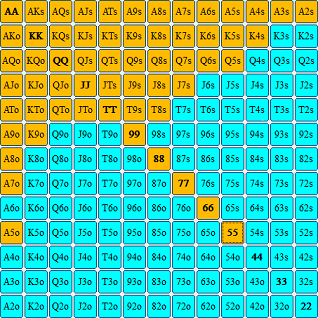 AA AKs AQs AJs ATs A9s A8s A7s A6s A5s A4s A3s A2s
AKo KK KQs KJs KTs K9s K8s K7s K6s K5s K4s K3s K2s
AQo KQo QQ QJs QTs Q9s Q8s Q7s Q6s Q5s Q4s Q3s Q2s
AJo KJo QJo JJ JTs J9s J8s J7s J6s J5s J4s J3s J2s
ATo KTo QTo JTo TT T9s T8s T7s T6s T5s T4s T3s T2s
A9o K9o Q9o J9o T9o 99 98s 97s 96s 95s 94s 93s 92s
A8o K8o Q8o J8o T8o 98o 88 87s 86s 85s 84s 83s 82s
A7o K7o Q7o J7o T7o 97o 87o 77 76s 75s 74s 73s 72s
A6o K6o Q6o J6o T6o 96o 86o 76o 66 65s 64s 63s 62s
A5o K5o Q5o J5o T5o 95o 85o 75o 65o 55 54s 53s 52s
A4o K4o Q4o J4o T4o 94o 84o 74o 64o 54o 44 43s 42s
A3o K3o Q3o J3o T3o 93o 83o 73o 63o 53o 43o 33 32s
A2o K2o Q2o J2o T2o 92o 82o 72o 62o 52o 42o 32o 22